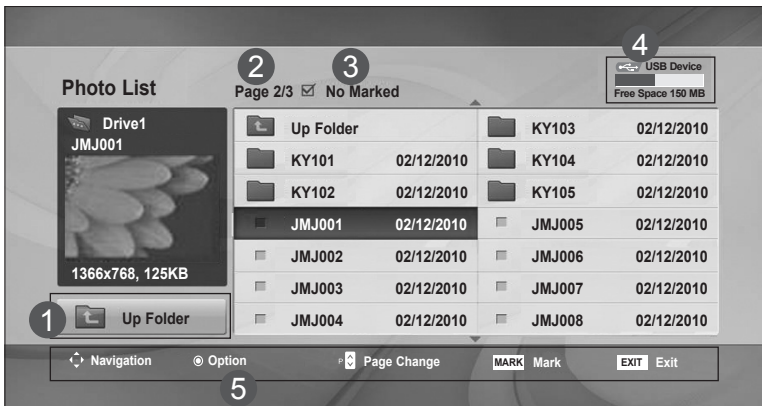 4
USB Device
2 3
Photo List Page 2/3 No Marked
Free Space 150 MB
Drive1
JMJ001
1366x768, 125KB
1 Up Folder
Up Folder
KY101 02/12/2010
KY102 02/12/2010
JMJ001 02/12/2010
JMJ002 02/12/2010
JMJ003 02/12/2010
JMJ004 02/12/2010
KY103 02/12/2010
KY104 02/12/2010
KY105 02/12/2010
JMJ005 02/12/2010
JMJ006 02/12/2010
JMJ007 02/12/2010
JMJ008 02/12/2010
Navigation Option P Page Change MARK Mark EXIT Exit
5